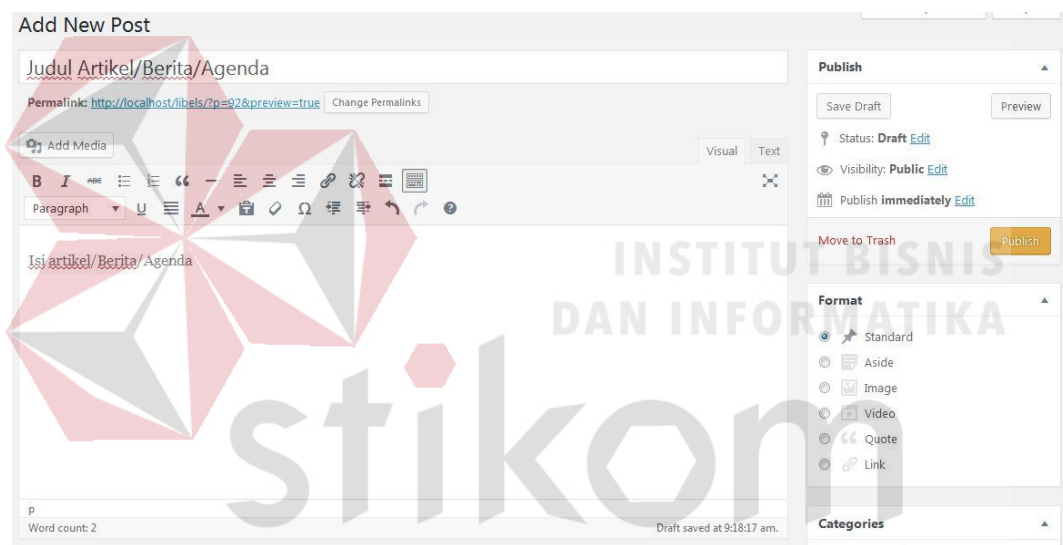 Add New Post
Judul Artikel/Berita/Agenda
Permalink: http://localhost/libels/?p=92&preview=true Change Permalinks
Add Media
Visual Text
B I ABE
Paragraph U A T Ω
Isi artikel/Berita/Agenda
p
Word count: 2 Draft saved at 9:18:17 am.
Publish
Save Draft Preview
Status: Draft Edit
Visibility: Public Edit
Publish immediately Edit
Move to Trash Publish
Format
Standard
Aside
Image
Video
Quote
Link
Categories
INSTITUT BISNIS
DAN INFORMATIKA
stikom